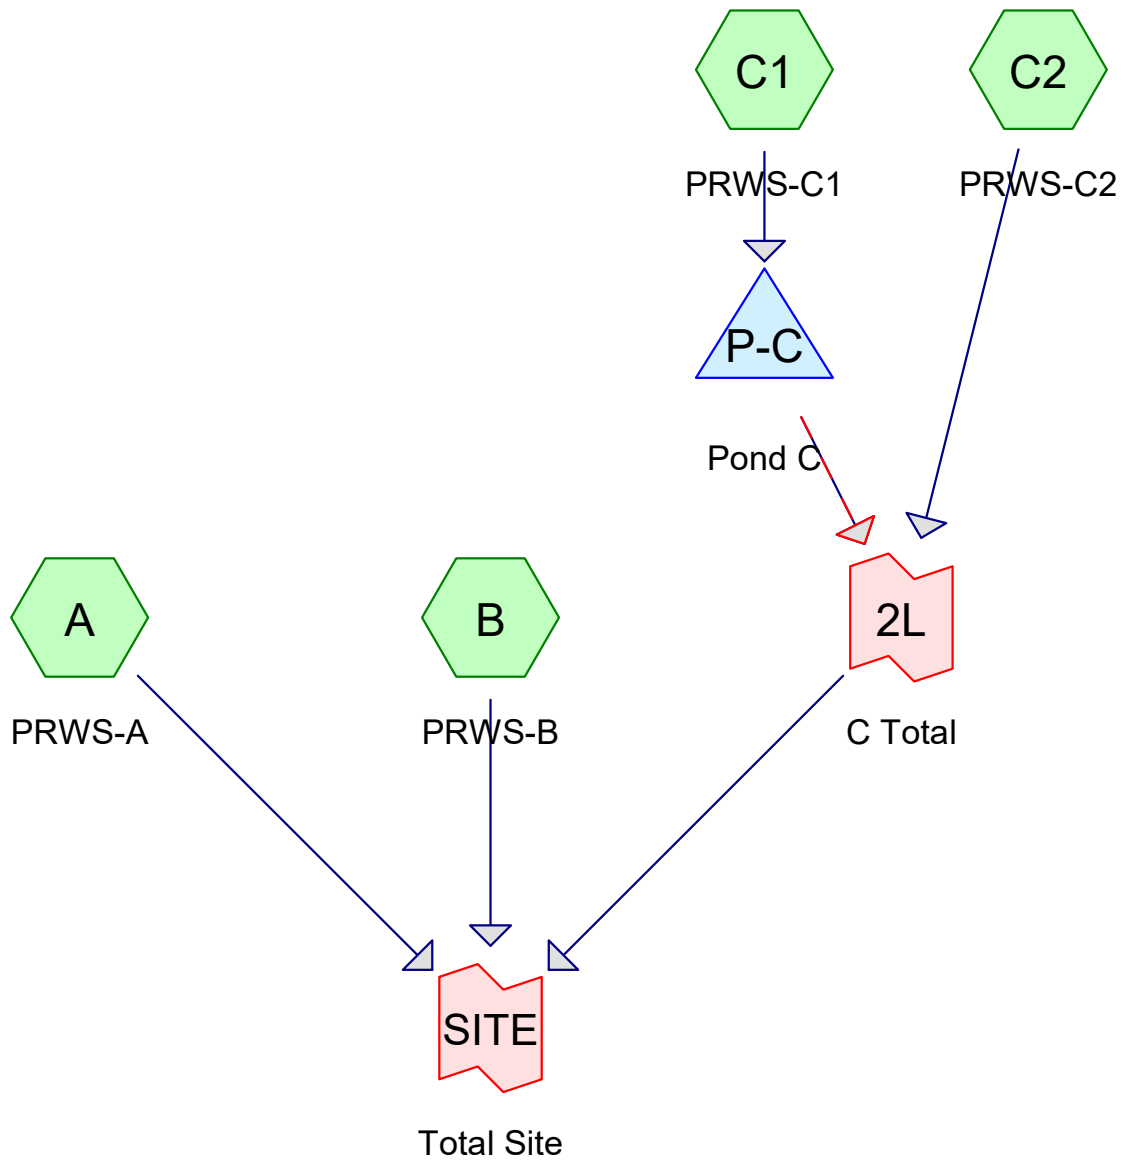 C1
C2
PRWS-C1
PRWS-C2
P-C
Pond C
A
B
2L
PRWS-A
PRWS-B
C Total
SITE
Total Site